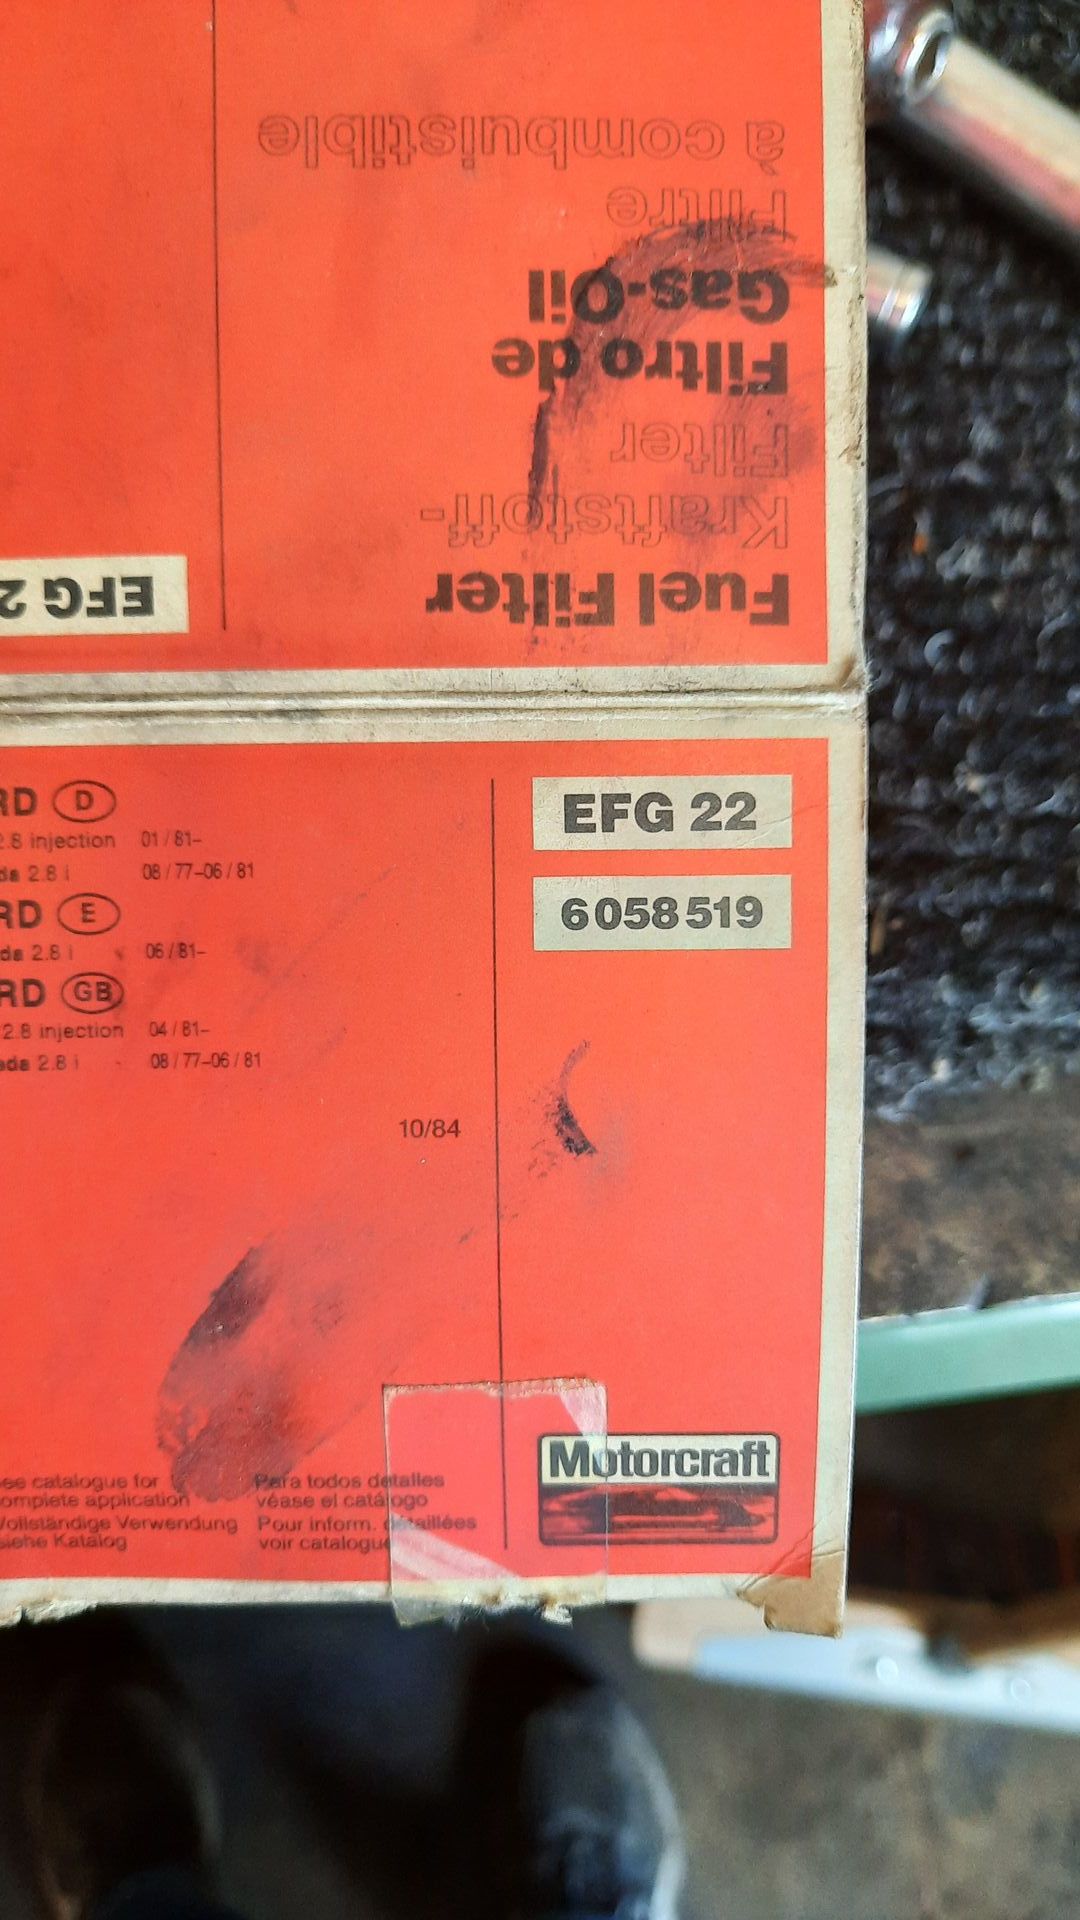 Fuel Filter
Kraftstoff-
Filter
Filtro de
Gas-Oil
Filtre
à combuistible
EFG 2
RD D
2.8 injection 01/81–
da 2.8 i 08/77–06/81
RD E
da 2.8 i 06/81–
RD GB
2.8 injection 04/81–
ada 2.8 i 08/77–06/81
10/84
EFG 22
6058519
ee catalogue for
omplete application
Vollständige Verwendung
siehe Katalog
Para todos detalles
véase el catálogo
Pour inform. détaillées
voir catalogue
Motorcraft